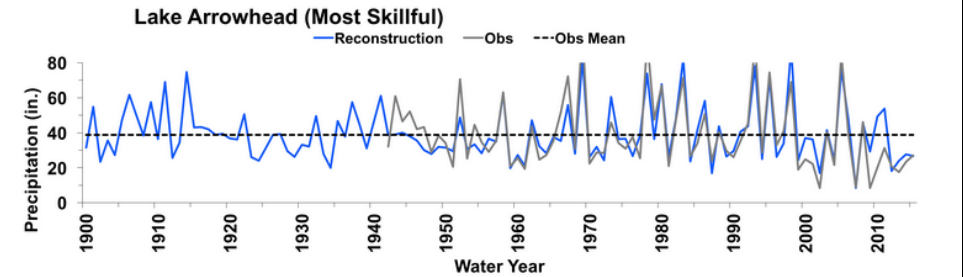 Lake Arrowhead (Most Skillful)
Reconstruction Obs Obs Mean
Precipitation (in.)
80
60
40
20
0
1900 1910 1920 1930 1940 1950 1960 1970 1980 1990 2000 2010
Water Year